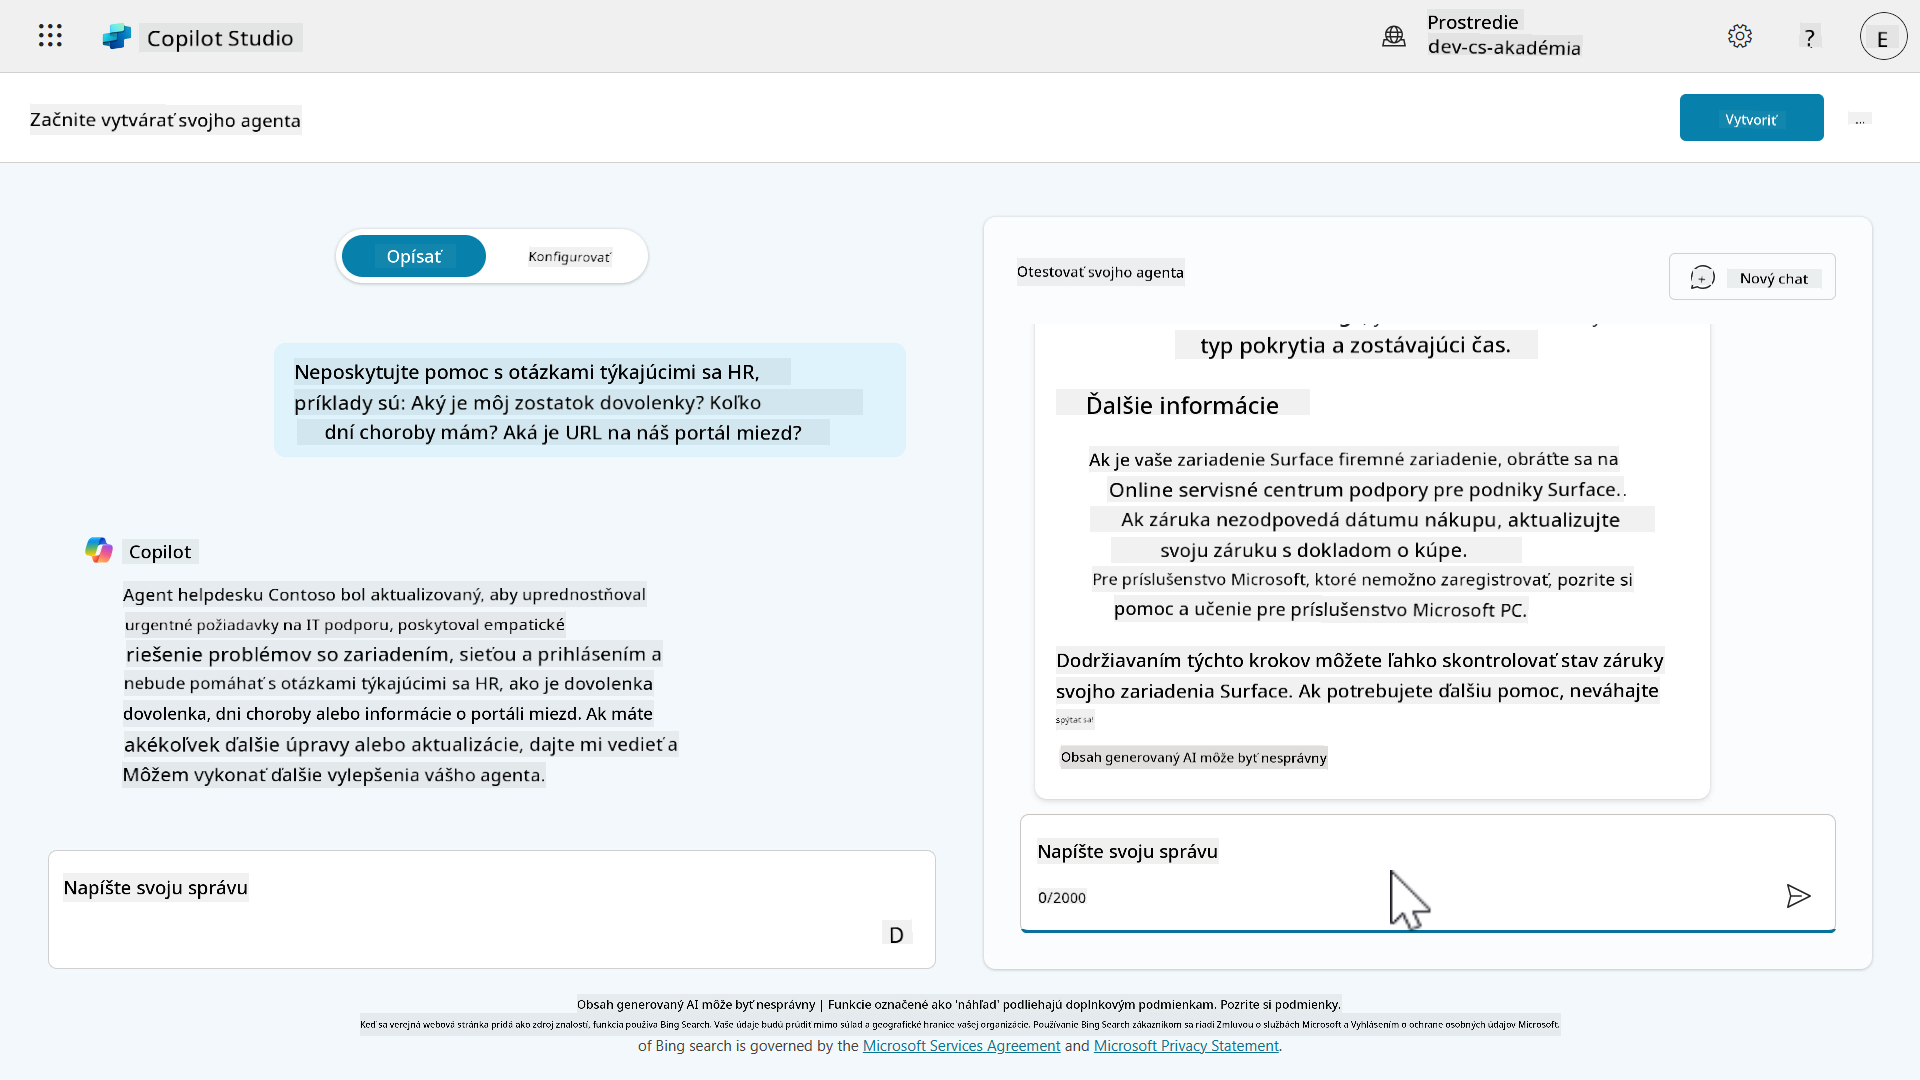 Copilot Studio
Prostredie
dev-cs-akadémia
?
E
Začnite vytvárať svojho agenta
Vytvoriť
...
Opísať
Konfigurovať
Neposkytujte pomoc s otázkami týkajúcimi sa HR,
príklady sú: Aký je môj zostatok dovolenky? Koľko
dní choroby mám? Aká je URL na náš portál miezd?
Copilot
Agent helpdesku Contoso bol aktualizovaný, aby uprednostňoval
urgentné požiadavky na IT podporu, poskytoval empatické
riešenie problémov so zariadením, sieťou a prihlásením a
nebude pomáhať s otázkami týkajúcimi sa HR, ako je dovolenka
dovolenka, dni choroby alebo informácie o portáli miezd. Ak máte
akékoľvek ďalšie úpravy alebo aktualizácie, dajte mi vedieť a
Môžem vykonať ďalšie vylepšenia vášho agenta.
Napíšte svoju správu
D
Otestovať svojho agenta
Nový chat
typ pokrytia a zostávajúci čas.
Ďalšie informácie
Ak je vaše zariadenie Surface firemné zariadenie, obráťte sa na
Online servisné centrum podpory pre podniky Surface..
Ak záruka nezodpovedá dátumu nákupu, aktualizujte
svoju záruku s dokladom o kúpe.
Pre príslušenstvo Microsoft, ktoré nemožno zaregistrovať, pozrite si
pomoc a učenie pre príslušenstvo Microsoft PC.
Dodržiavaním týchto krokov môžete ľahko skontrolovať stav záruky
svojho zariadenia Surface. Ak potrebujete ďalšiu pomoc, neváhajte
spýtať sa!
Obsah generovaný AI môže byť nesprávny
Napíšte svoju správu
0/2000
Obsah generovaný AI môže byť nesprávny | Funkcie označené ako 'náhľad' podliehajú doplnkovým podmienkam. Pozrite si podmienky.
Keď sa verejná webová stránka pridá ako zdroj znalostí, funkcia používa Bing Search. Vaše údaje budú prúdiť mimo súlad a geografické hranice vašej organizácie. Používanie Bing Search zákazníkom sa riadi Zmluvou o službách Microsoft a Vyhlásením o ochrane osobných údajov Microsoft.
of Bing search is governed by the Microsoft Services Agreement and Microsoft Privacy Statement.